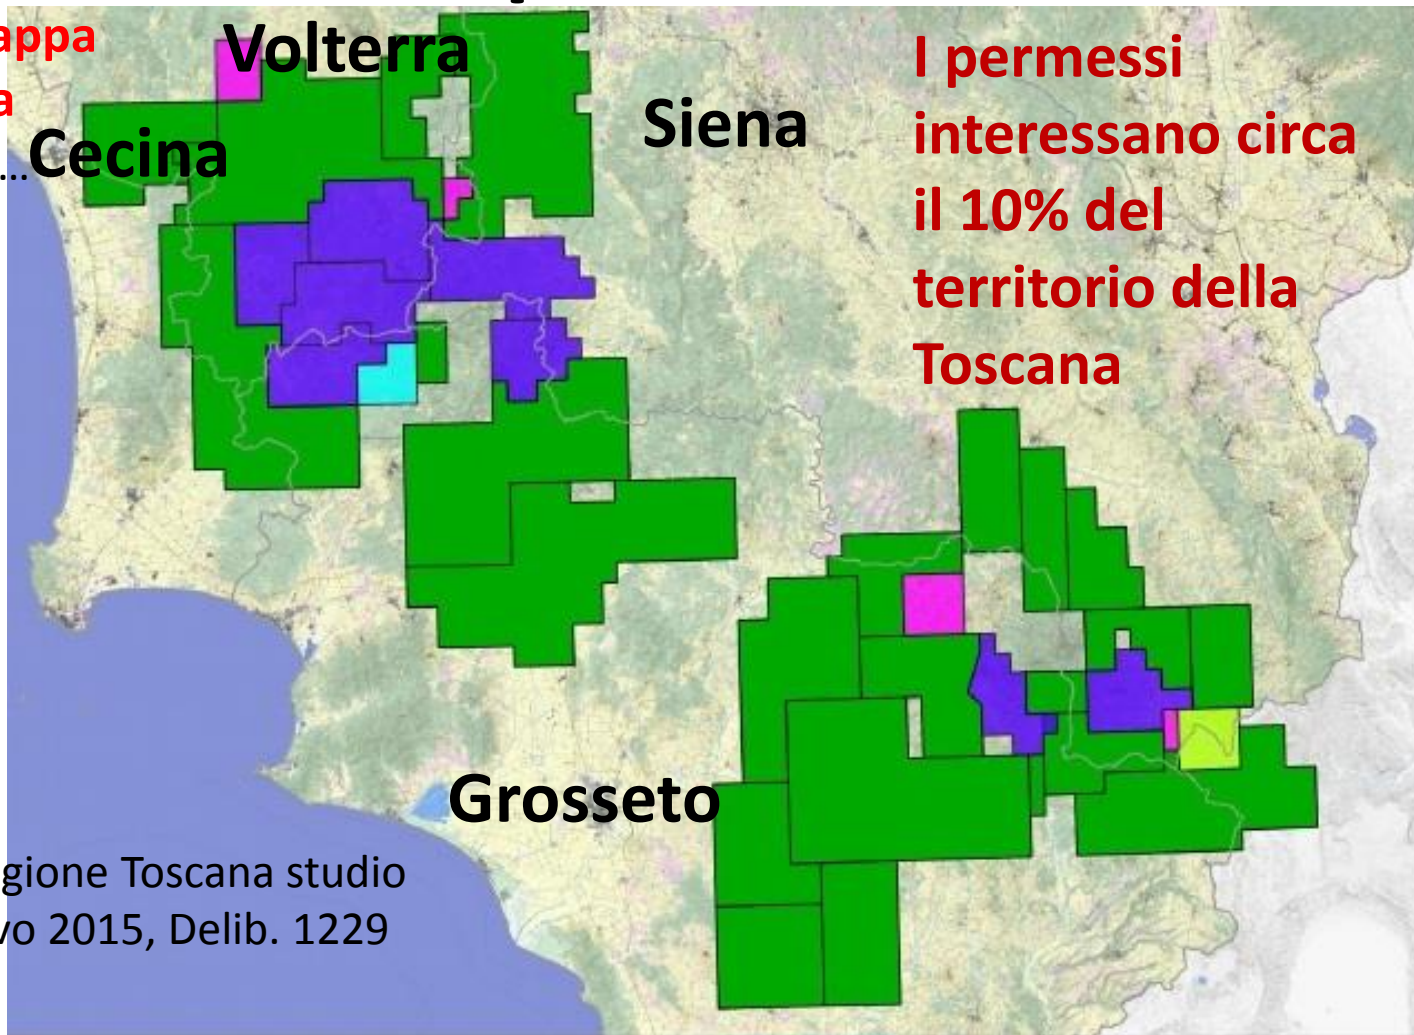 appa
a
Volterra
...Cecina
Siena
I permessi
interessano circa
il 10% del
territorio della
Toscana
Grosseto
gione Toscana studio
vo 2015, Delib. 1229